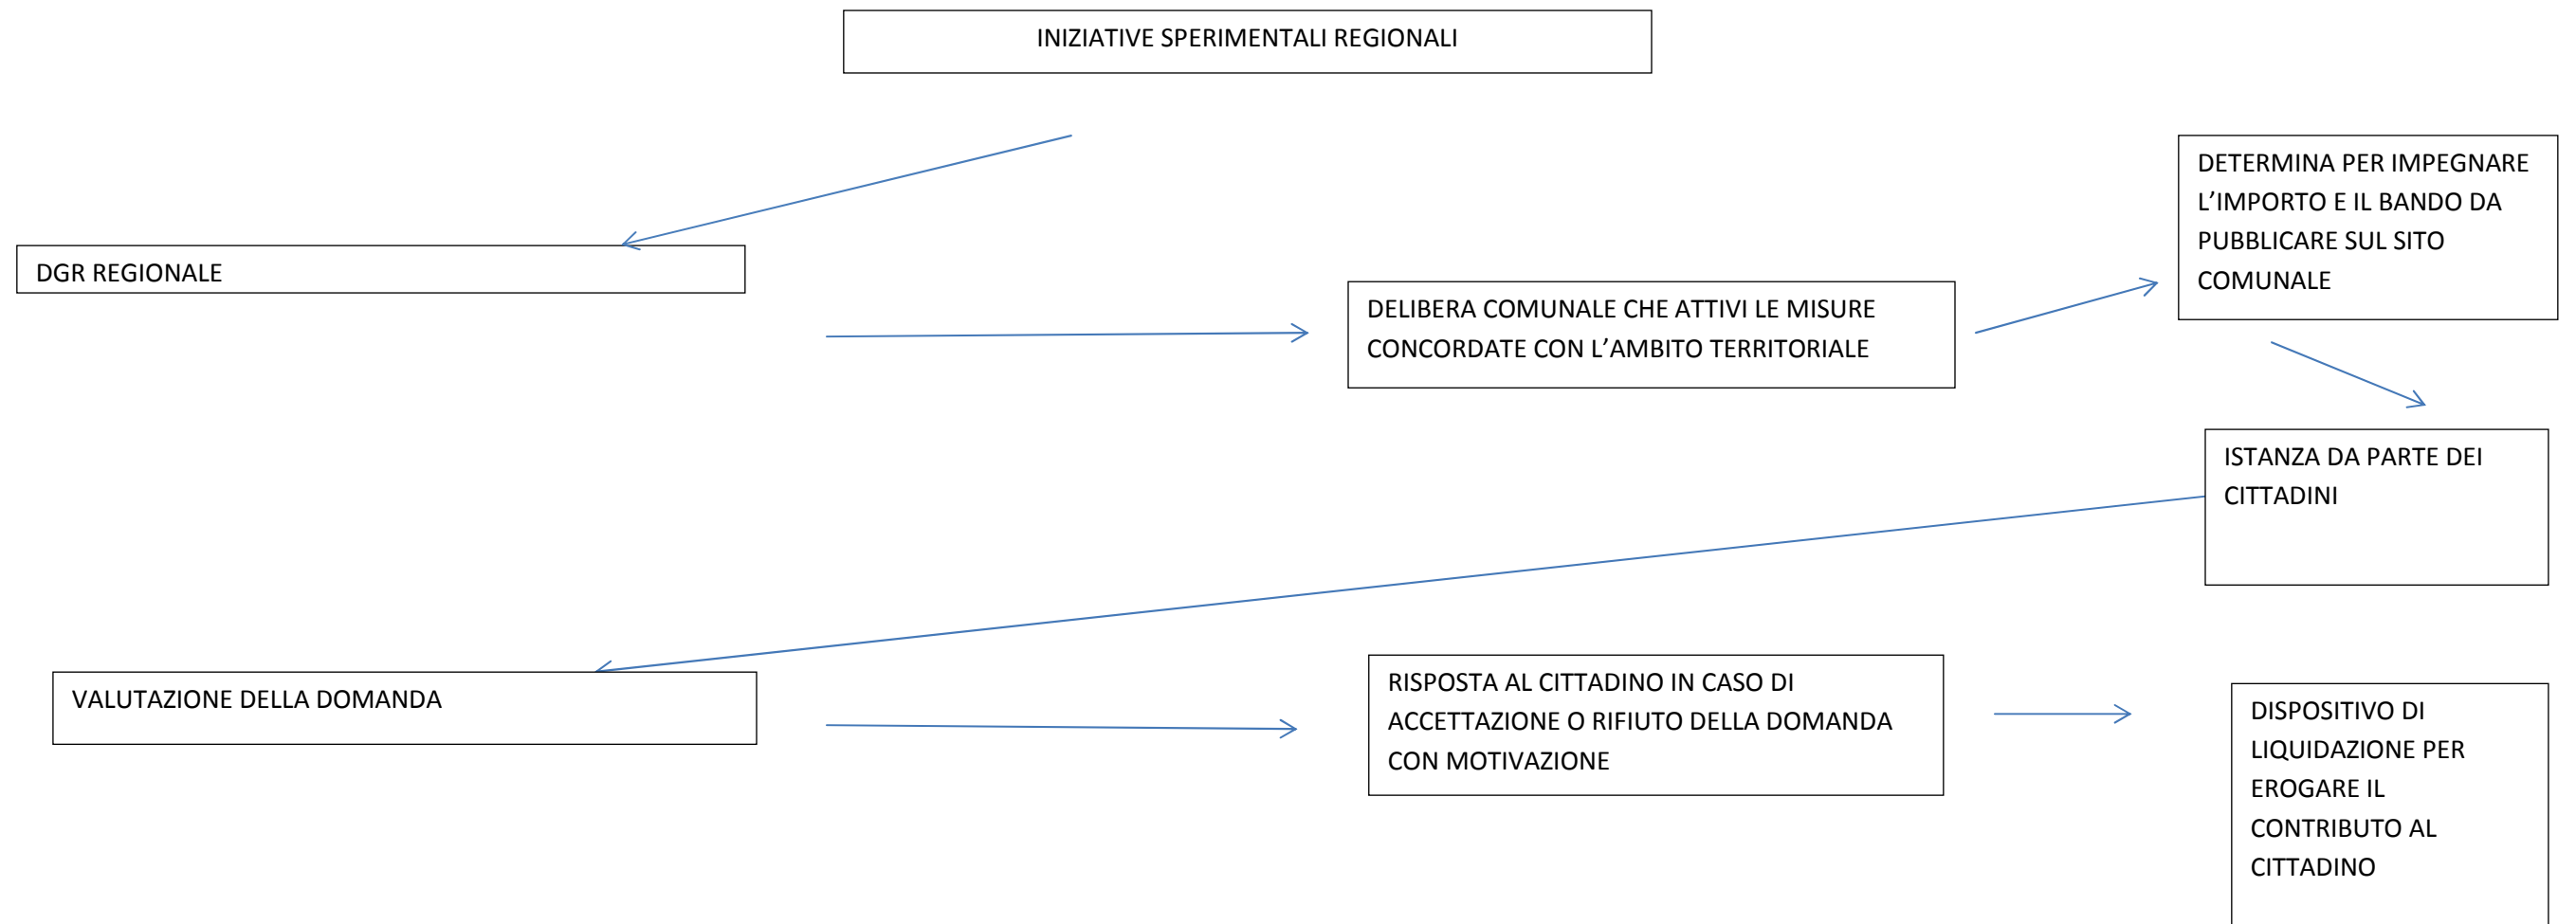 INIZIATIVE SPERIMENTALI REGIONALI
DGR REGIONALE
DELIBERA COMUNALE CHE ATTIVI LE MISURE
CONCORDATE CON L’AMBITO TERRITORIALE
DETERMINA PER IMPEGNARE
L’IMPORTO E IL BANDO DA
PUBBLICARE SUL SITO
COMUNALE
ISTANZA DA PARTE DEI
CITTADINI
VALUTAZIONE DELLA DOMANDA
RISPOSTA AL CITTADINO IN CASO DI
ACCETTAZIONE O RIFIUTO DELLA DOMANDA
CON MOTIVAZIONE
DISPOSITIVO DI
LIQUIDAZIONE PER
EROGARE IL
CONTRIBUTO AL
CITTADINO